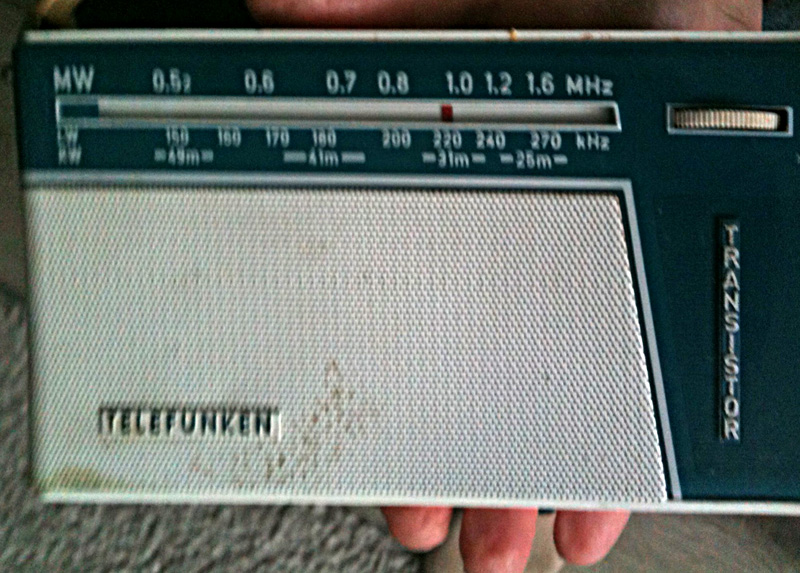 MW 0.52 0.6 0.7 0.8 1.0 1.2 1.6 MHz
LW 150 160 170 180 200 220 240 270 kHz
KW 49m 41m 31m 25m
TRANSISTOR
TELEFUNKEN